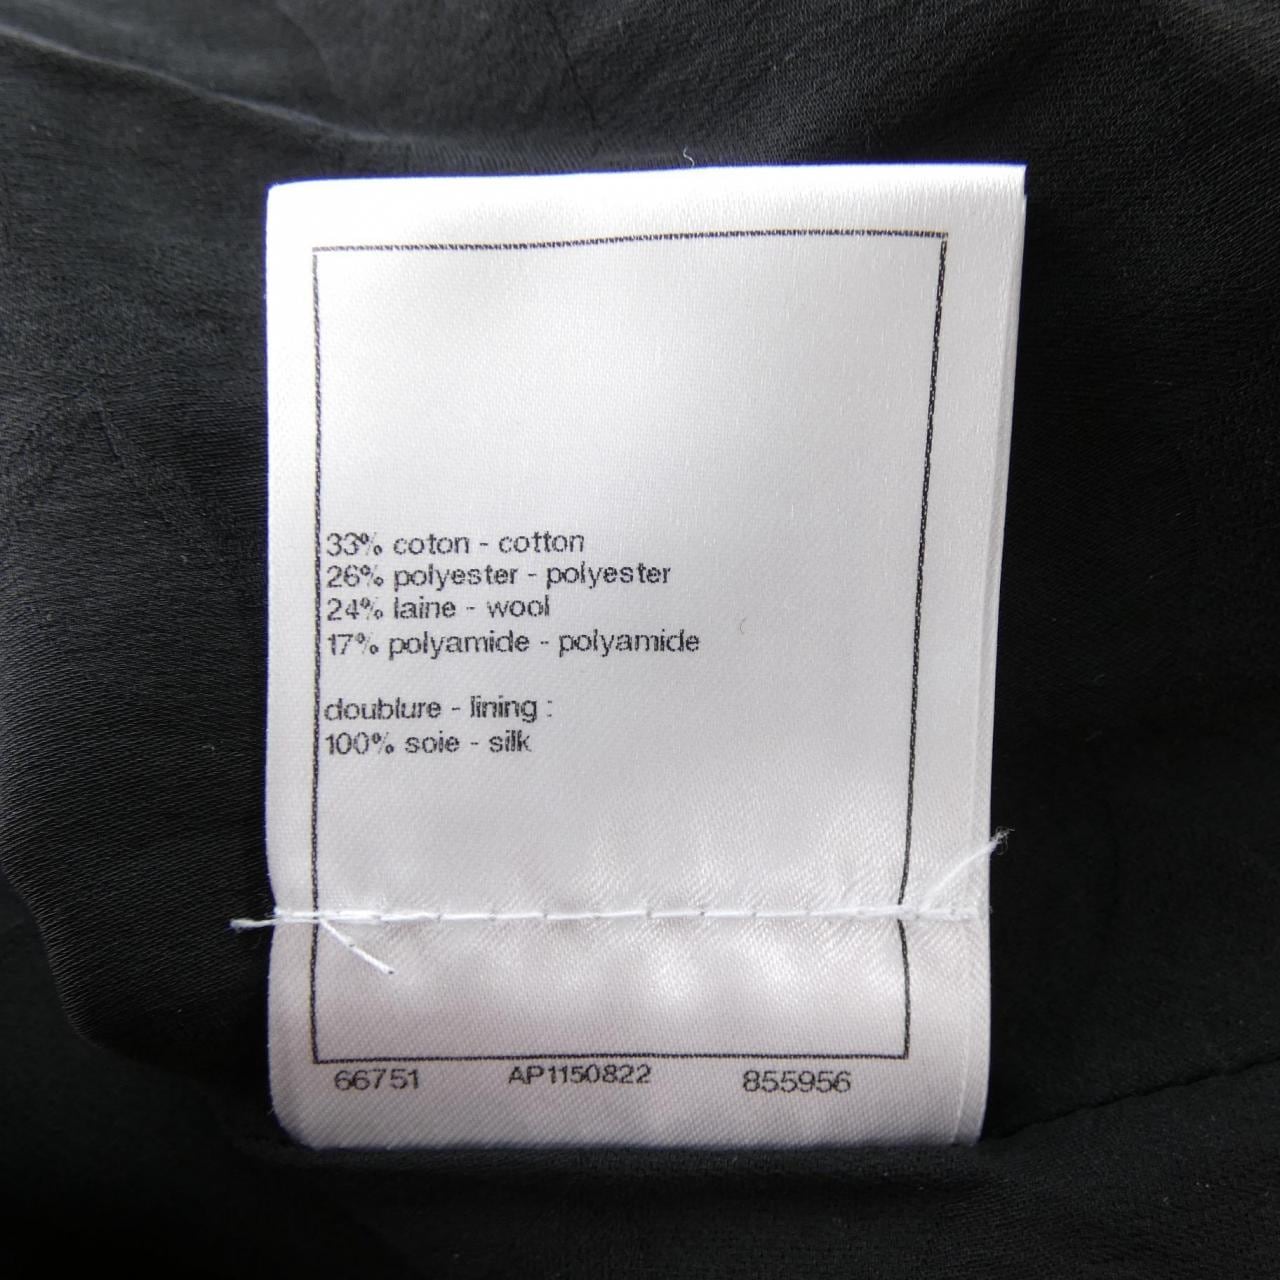 33% coton - cotton
26% polyester - polyester
24% laine - wool
17% polyamide - polyamide
doublure - lining :
100% soie - silk
66751 AP1150822 855956